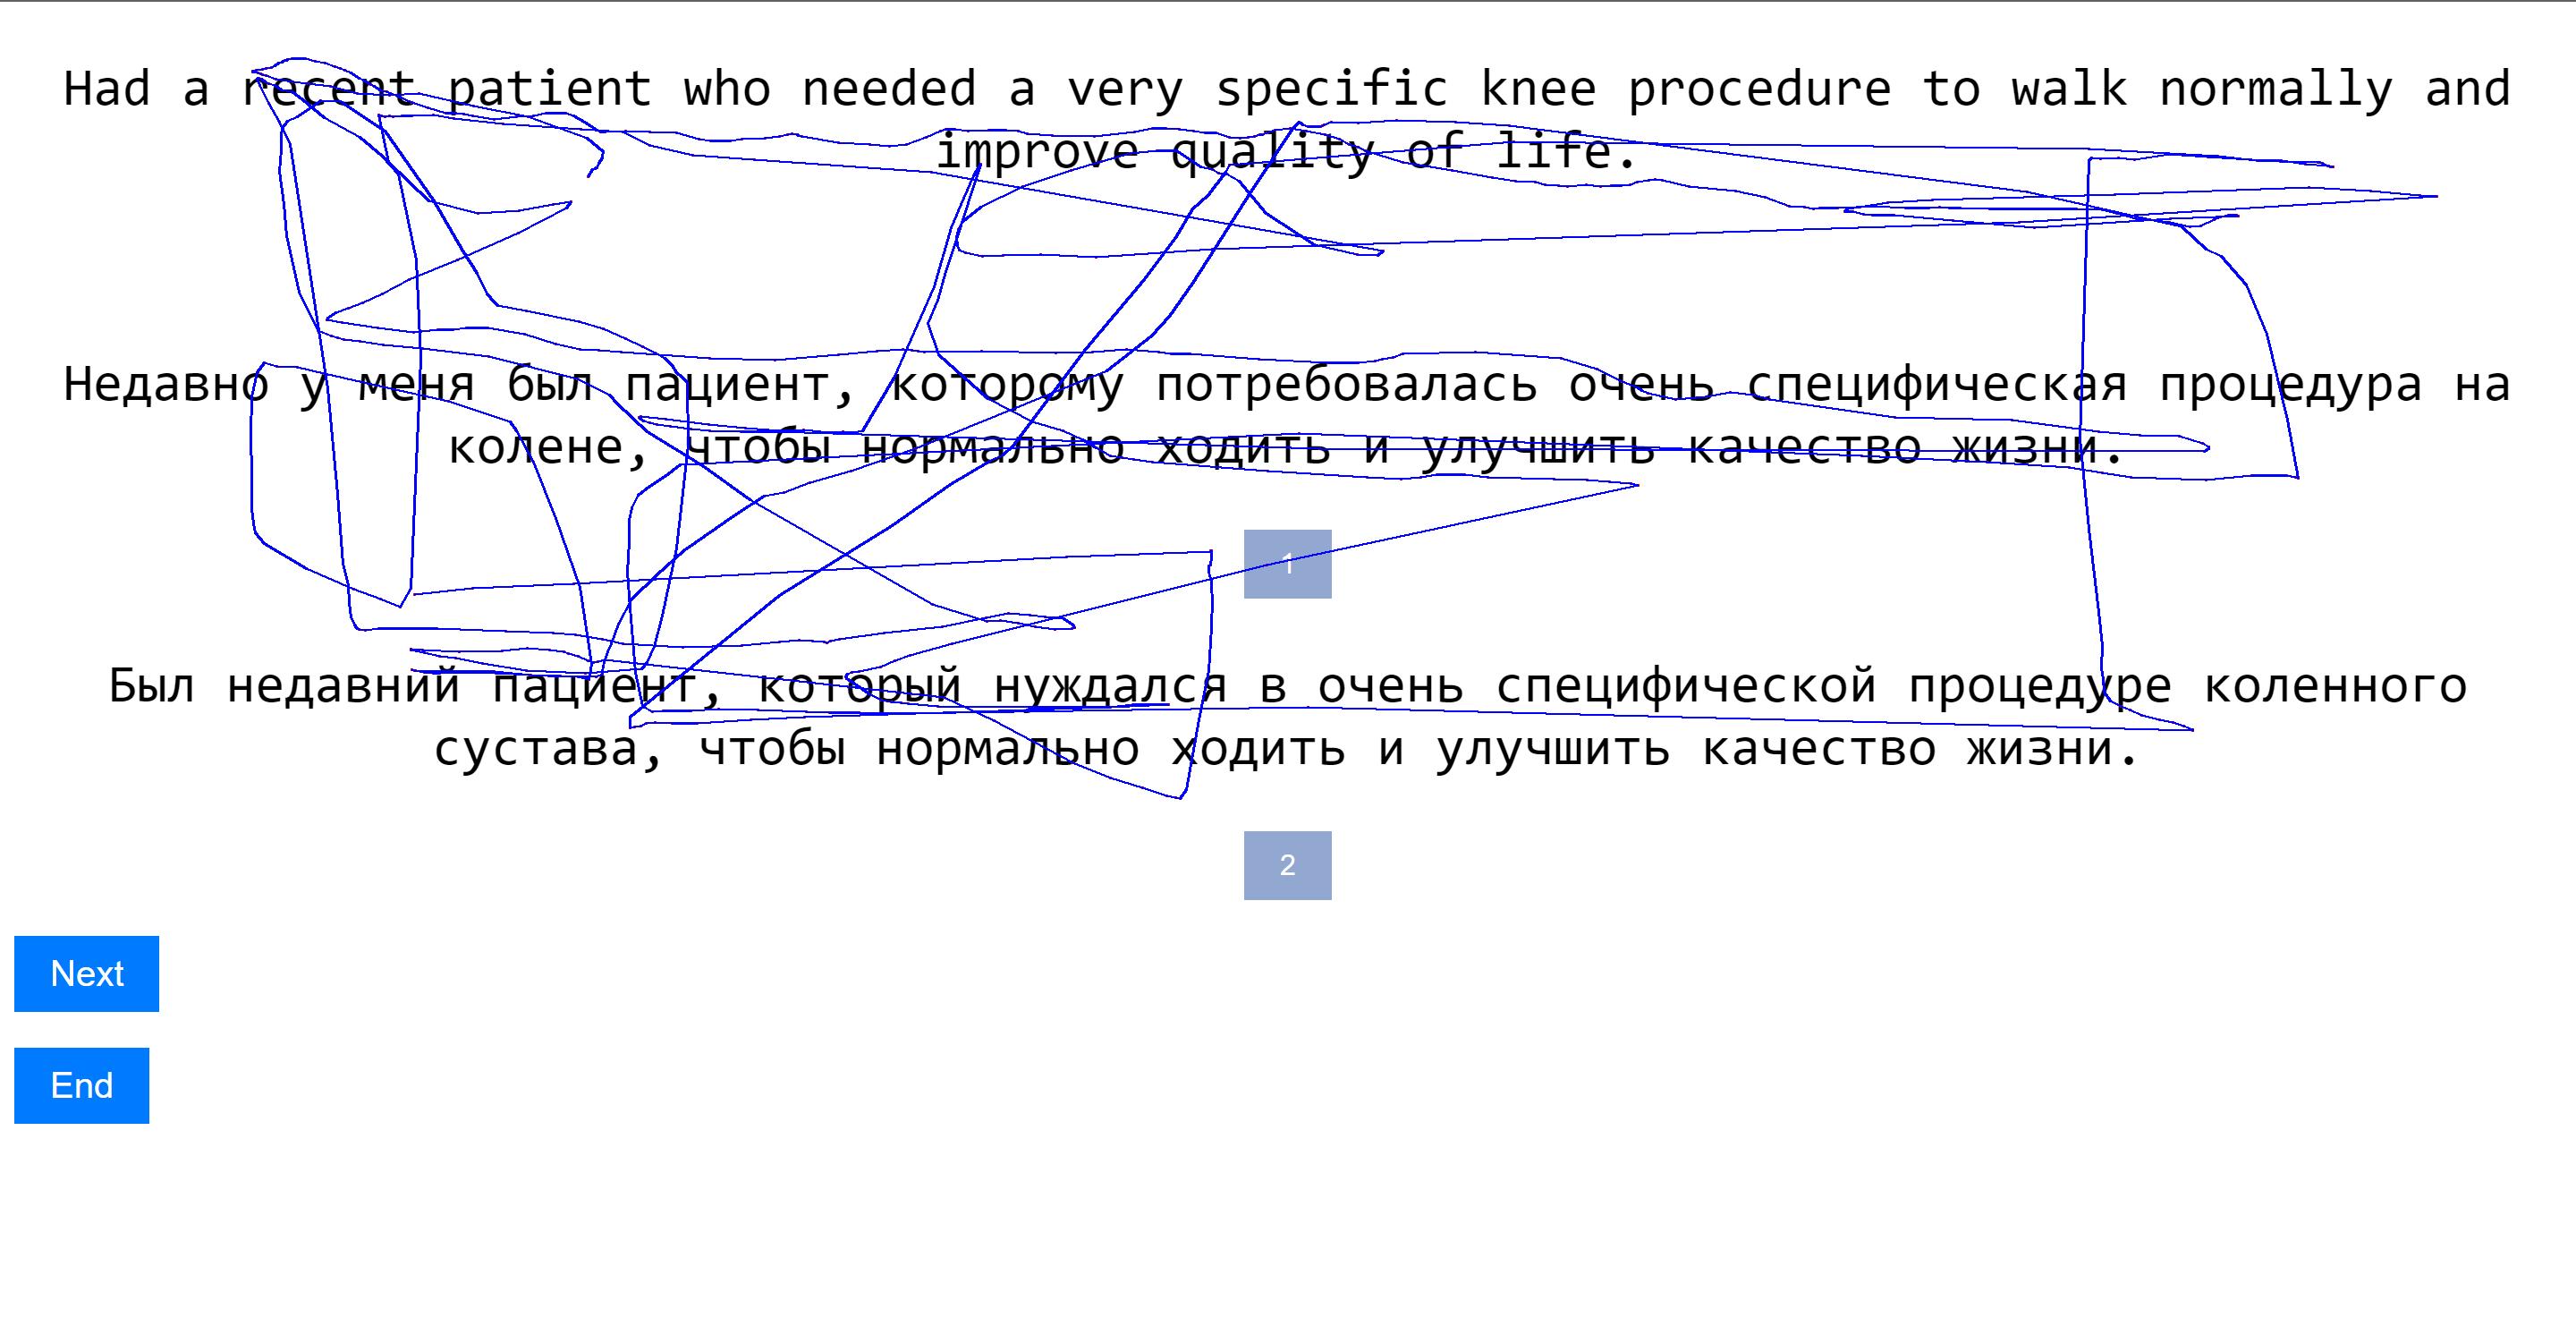 Had a recent patient who needed a very specific knee procedure to walk normally and
improve quality of life.
Недавно у меня был пациент, которому потребовалась очень специфическая процедура на
колене, чтобы нормально ходить и улучшить качество жизни.
1
Был недавний пациент, который нуждался в очень специфической процедуре коленного
сустава, чтобы нормально ходить и улучшить качество жизни.
2
Next
End